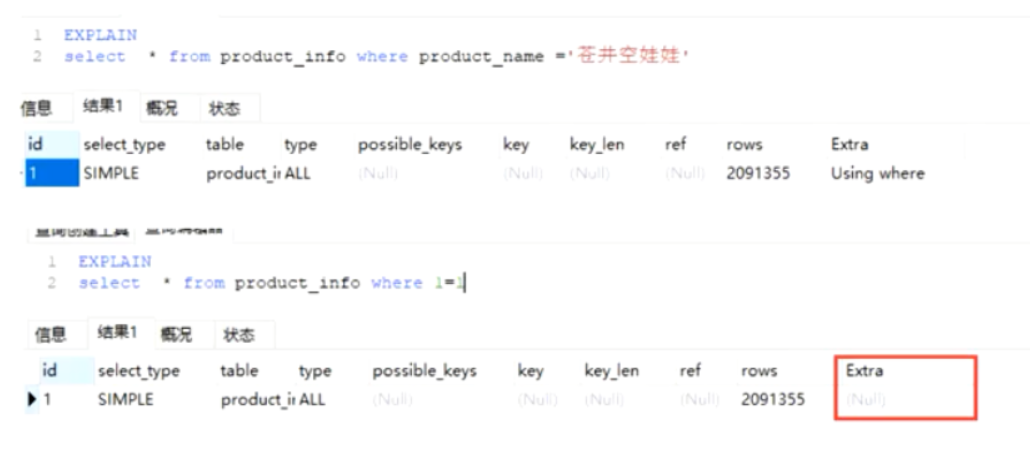 1 EXPLAIN
2 select * from product_info where product_name ='苍井空娃娃'
信息 结果1 概况 状态
id select_type table type possible_keys key key_len ref rows Extra
1 SIMPLE product_ir ALL (Null) (Null) (Null) (Null) 2091355 Using where
1 EXPLAIN
2 select * from product_info where 1=1
信息 结果1 概况 状态
id select_type table type possible_keys key key_len ref rows Extra
1 SIMPLE product_ir ALL (Null) (Null) (Null) (Null) 2091355 (Null)